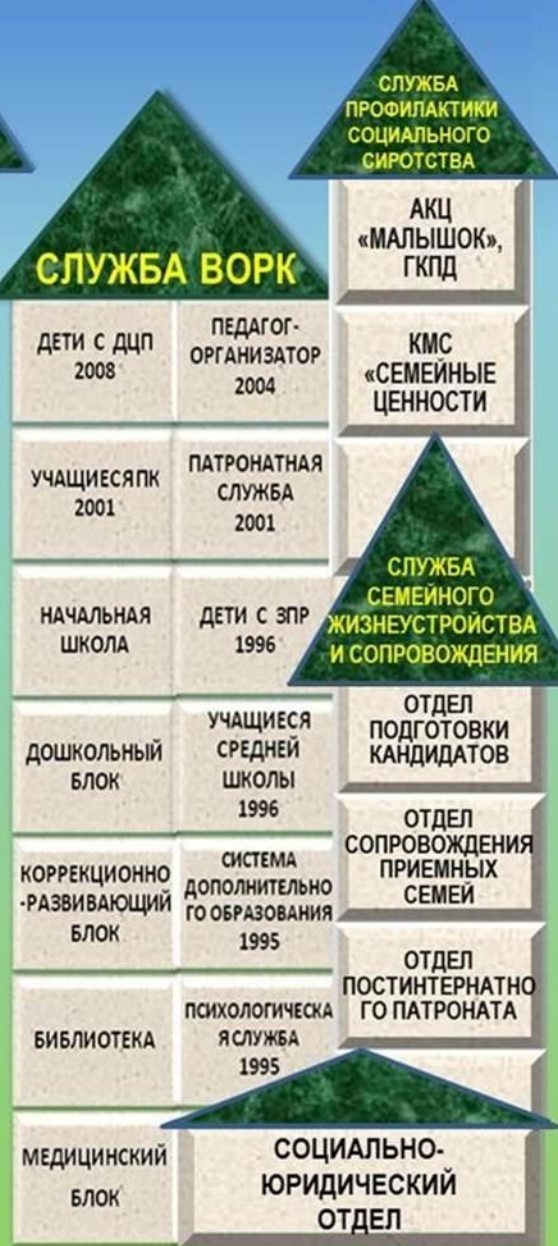 СЛУЖБА ВОРК
ДЕТИ С ДЦП
2008
ПЕДАГОГ-
ОРГАНИЗАТОР
2004
УЧАЩИЕСЯПК
2001
ПАТРОНАТНАЯ
СЛУЖБА
2001
НАЧАЛЬНАЯ
ШКОЛА
ДЕТИ С ЗПР
1996
ДОШКОЛЬНЫЙ
БЛОК
УЧАЩИЕСЯ
СРЕДНЕЙ
ШКОЛЫ
1996
КОРРЕКЦИОННО
-РАЗВИВАЮЩИЙ
БЛОК
СИСТЕМА
ДОПОЛНИТЕЛЬНО
ГО ОБРАЗОВАНИЯ
1995
БИБЛИОТЕКА
ПСИХОЛОГИЧЕСКА
ЯСЛУЖБА
1995
МЕДИЦИНСКИЙ
БЛОК
СЛУЖБА
ПРОФИЛАКТИКИ
СОЦИАЛЬНОГО
СИРОТСТВА
АКЦ
«МАЛЫШОК»,
ГКПД
КМС
«СЕМЕЙНЫЕ
ЦЕННОСТИ
СЛУЖБА
СЕМЕЙНОГО
ЖИЗНЕУСТРОЙСТВА
И СОПРОВОЖДЕНИЯ
ОТДЕЛ
ПОДГОТОВКИ
КАНДИДАТОВ
ОТДЕЛ
СОПРОВОЖДЕНИЯ
ПРИЕМНЫХ
СЕМЕЙ
ОТДЕЛ
ПОСТИНТЕРНАТНО
ГО ПАТРОНАТА
СОЦИАЛЬНО-
ЮРИДИЧЕСКИЙ
ОТДЕЛ